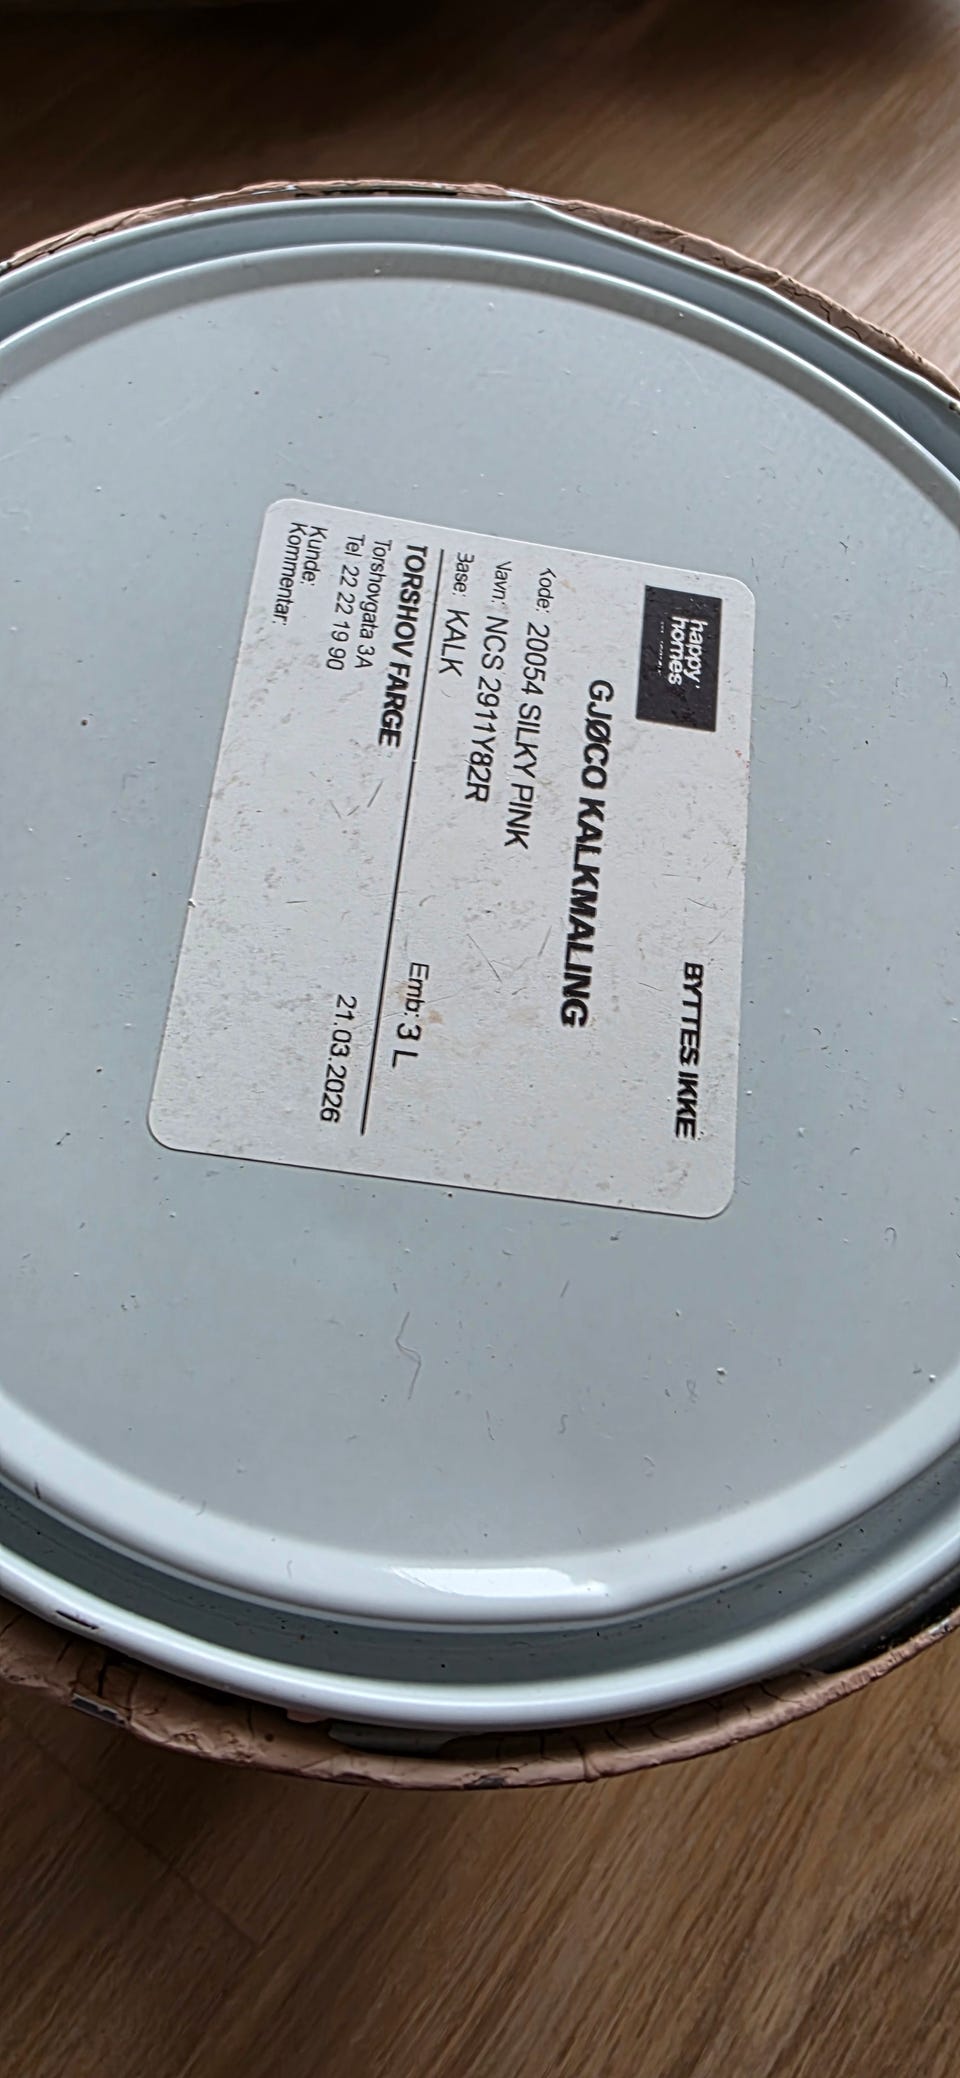 happy
homes
BYTTES IKKE
GJØCO KALKMALING
Kode: 20054 SILKY PINK
Navn: NCS 2911Y82R
Base: KALK
Emb: 3 L
TORSHOV FARGE
Torshovgata 3A
Tel 22 22 19 90
21.03.2026
Kunde:
Kommentar: